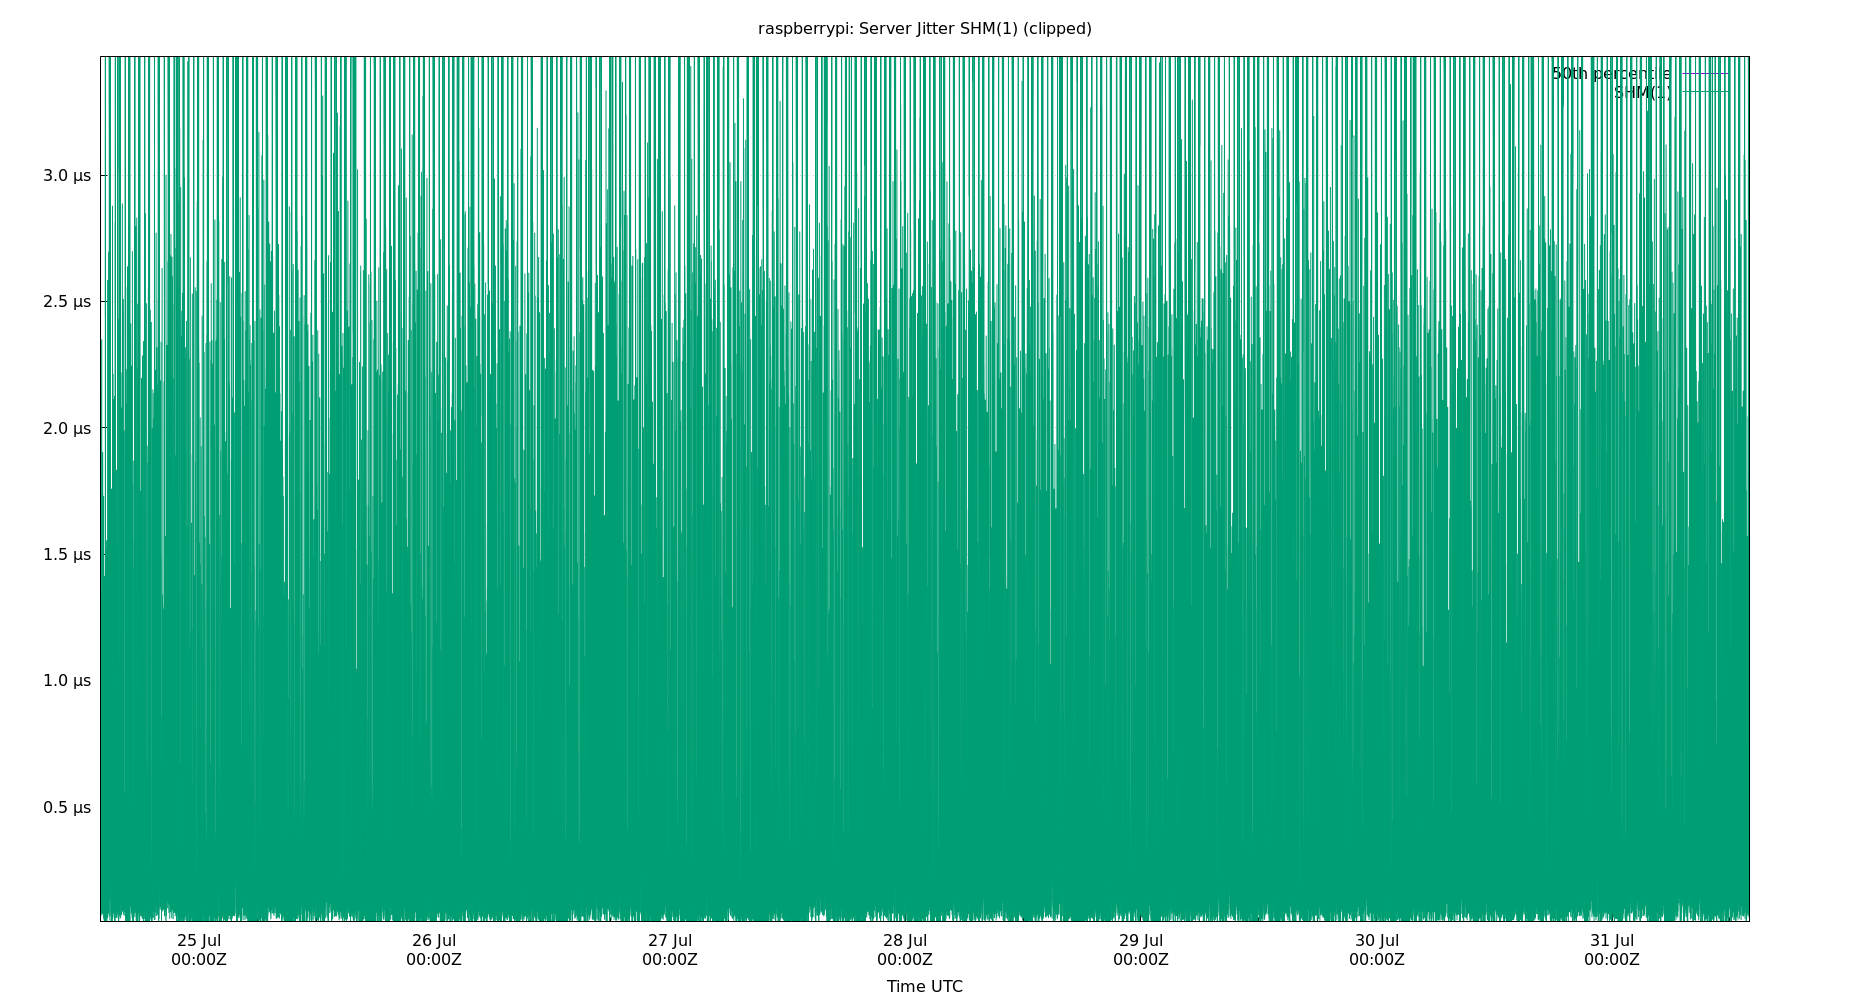 raspberrypi: Server Jitter SHM(1) (clipped)
50th percentile
SHM(1)
3.0 µs
2.5 µs
2.0 µs
1.5 µs
1.0 µs
0.5 µs
25 Jul 26 Jul 27 Jul 28 Jul 29 Jul 30 Jul 31 Jul
00:00Z 00:00Z 00:00Z 00:00Z 00:00Z 00:00Z 00:00Z
Time UTC